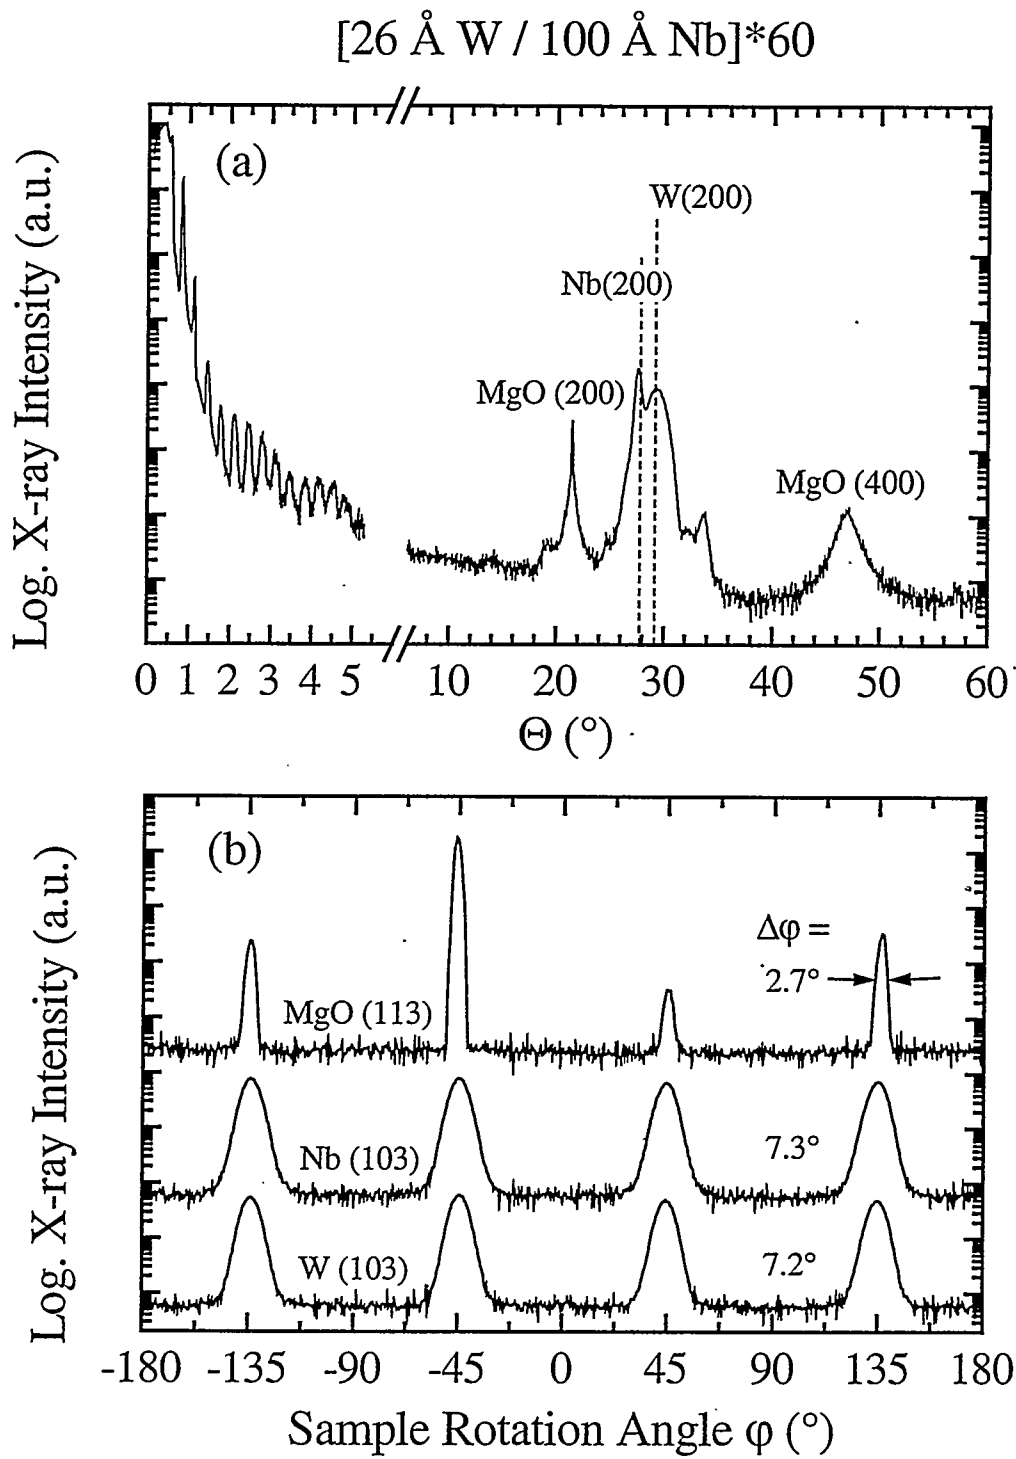 [26 Å W / 100 Å Nb]*60
(a)
Log. X-ray Intensity (a.u.)
W(200)
Nb(200)
MgO (200)
MgO (400)
0 1 2 3 4 5 10 20 30 40 50 60
Θ (°)
(b)
Log. X-ray Intensity (a.u.)
Δφ =
2.7°
MgO (113)
Nb (103)
7.3°
W (103)
7.2°
-180 -135 -90 -45 0 45 90 135 180
Sample Rotation Angle φ (°)